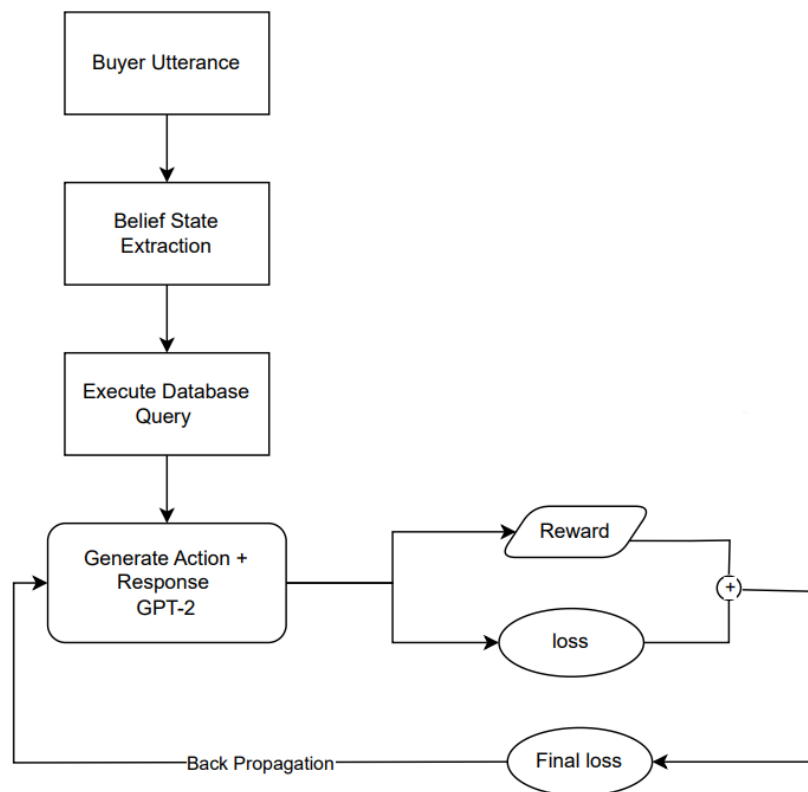 Buyer Utterance
Belief State
Extraction
Execute Database
Query
Generate Action +
Response
GPT-2
Reward
+
loss
Final loss
Back Propagation